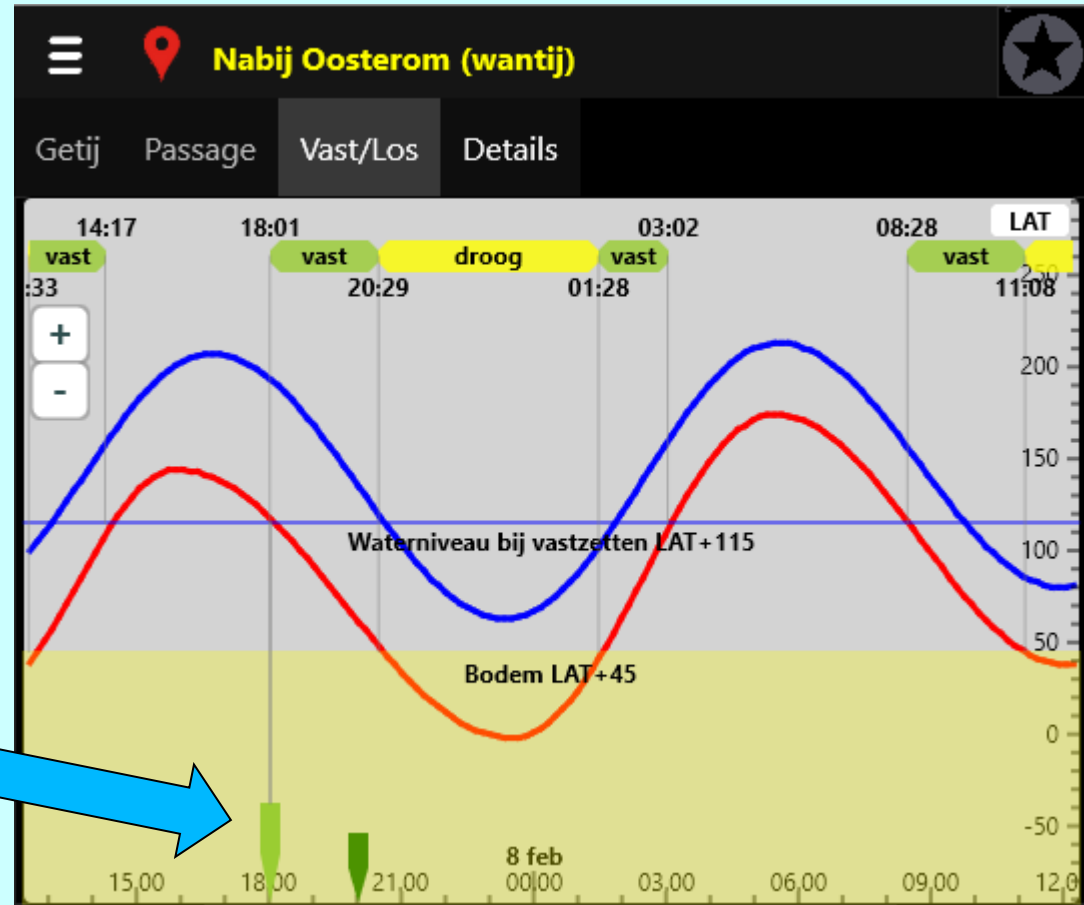 Nabij Oosterom (wantij)
Getij Passage Vast/Los Details
14:17 18:01 03:02 08:28 LAT
vast vast droog vast vast
:33 20:29 01:28 11:08
250
+
-
200
150
Waterniveau bij vastzetten LAT+115
100
50
Bodem LAT+45
0
-50
8 feb
15,00 18,00 21,00 00,00 03,00 06,00 09,00 12,0